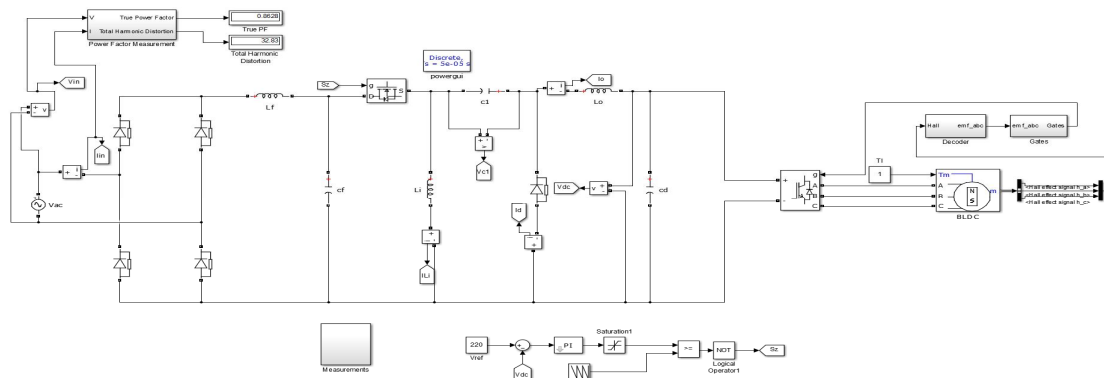 V
I
True Power Factor
Total Harmonic Distortion
Power Factor Measurement
0.8628
True PF
32.83
Total Harmonic
Distortion
Vin
v
Iin
i
Vac
Lf
cf
Sz
g
D
S
Discrete,
s = 5e-05 s
powergui
c1
Vc1
Li
ILi
Io
Lo
Vdc
v
Id
cd
Hall
emf_abc
Decoder
emf_abc
Gates
Gates
TI
1
g
A
B
C
Tm
A
B
C
N
S
m
BLDC
<Hall effect signal h_a>
<Hall effect signal h_b>
<Hall effect signal h_c>
Measurements
220
Vref
Vdc
PI
Saturation1
>=
NOT
Logical
Operator1
Sz